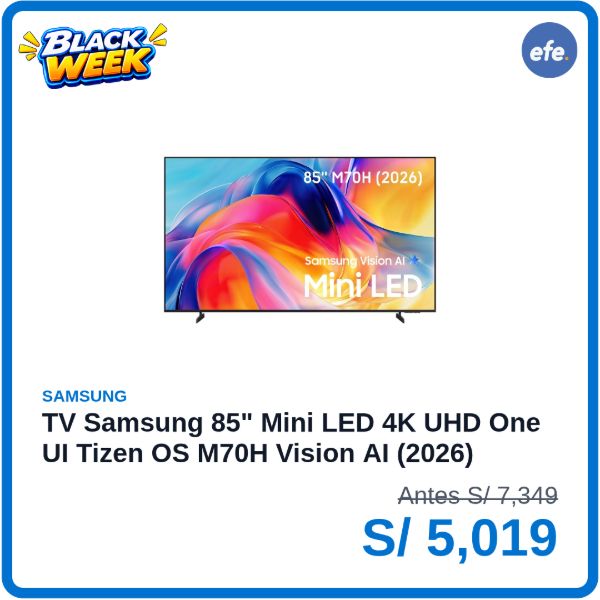 BLACK
WEEK
efe.
85" M70H (2026)
Samsung Vision AI
Mini LED
SAMSUNG
TV Samsung 85" Mini LED 4K UHD One
UI Tizen OS M70H Vision AI (2026)
Antes S/ 7,349
S/ 5,019